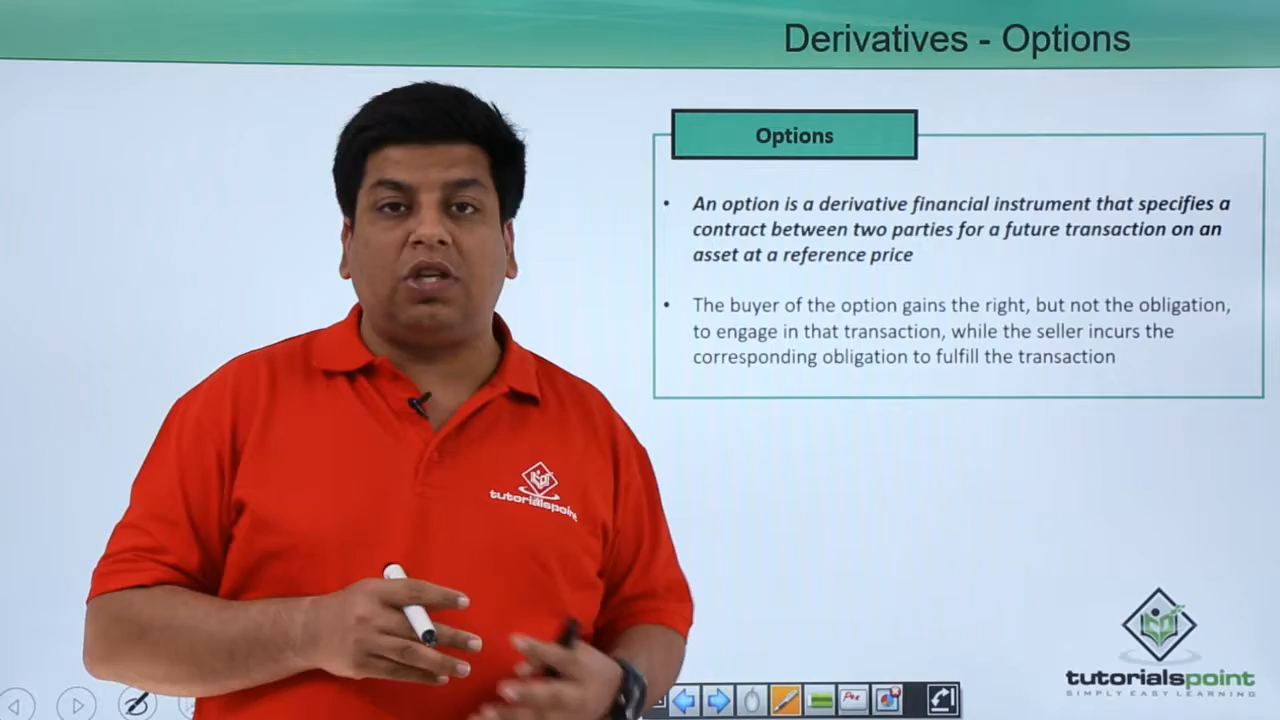 Derivatives - Options
Options
• An option is a derivative financial instrument that specifies a
contract between two parties for a future transaction on an
asset at a reference price
• The buyer of the option gains the right, but not the obligation,
to engage in that transaction, while the seller incurs the
corresponding obligation to fulfill the transaction
tutorialspoint
tutorialspoint
SIMPLY EASY LEARNING